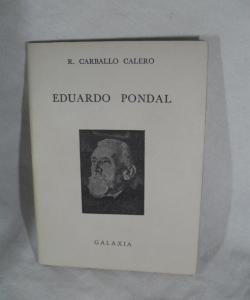 R. CARBALLO CALERO
EDUARDO PONDAL
GALAXIA